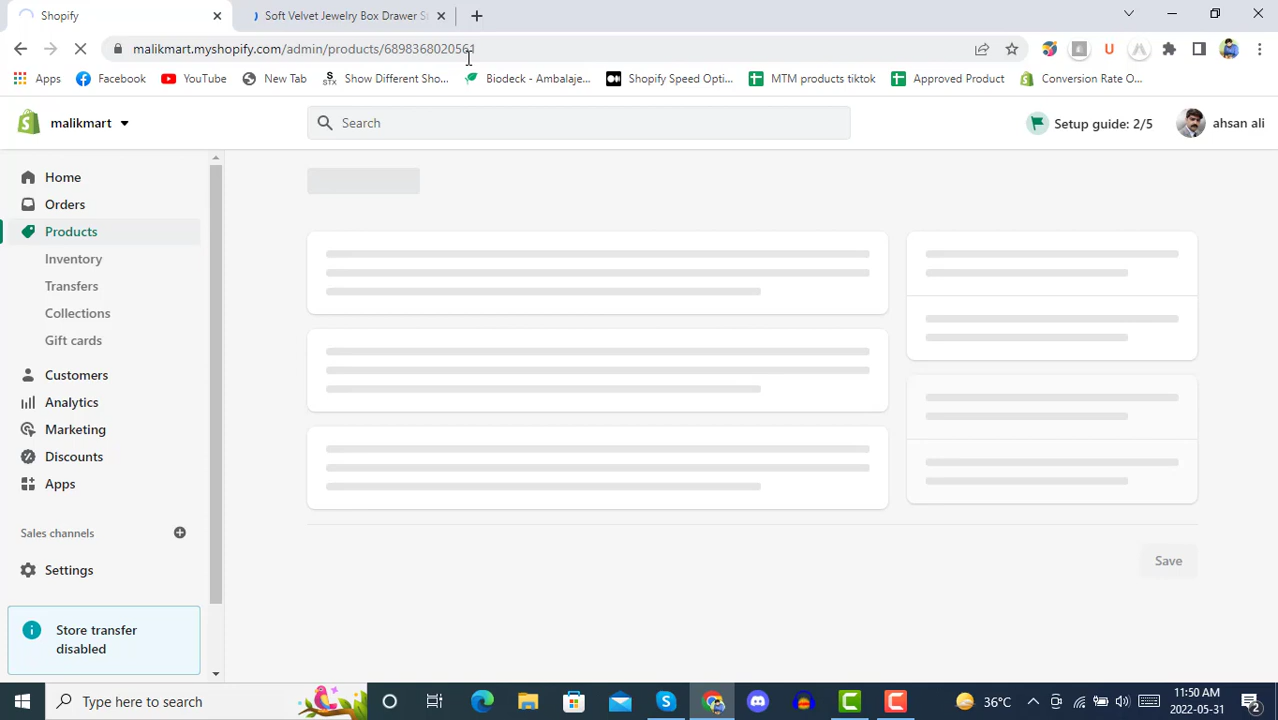 Shopify
Soft Velvet Jewelry Box Drawer St
malikmart.myshopify.com/admin/products/6898368020561
Apps
Facebook
YouTube
New Tab
STX
Show Different Sho...
Biodeck - Ambalaje...
Shopify Speed Opti...
MTM products tiktok
Approved Product
Conversion Rate O...
malikmart
Search
Setup guide: 2/5
ahsan ali
Home
Orders
Products
Inventory
Transfers
Collections
Gift cards
Customers
Analytics
Marketing
Discounts
Apps
Sales channels
Settings
Store transfer
disabled
Save
Type here to search
36°C
11:50 AM
2022-05-31
2